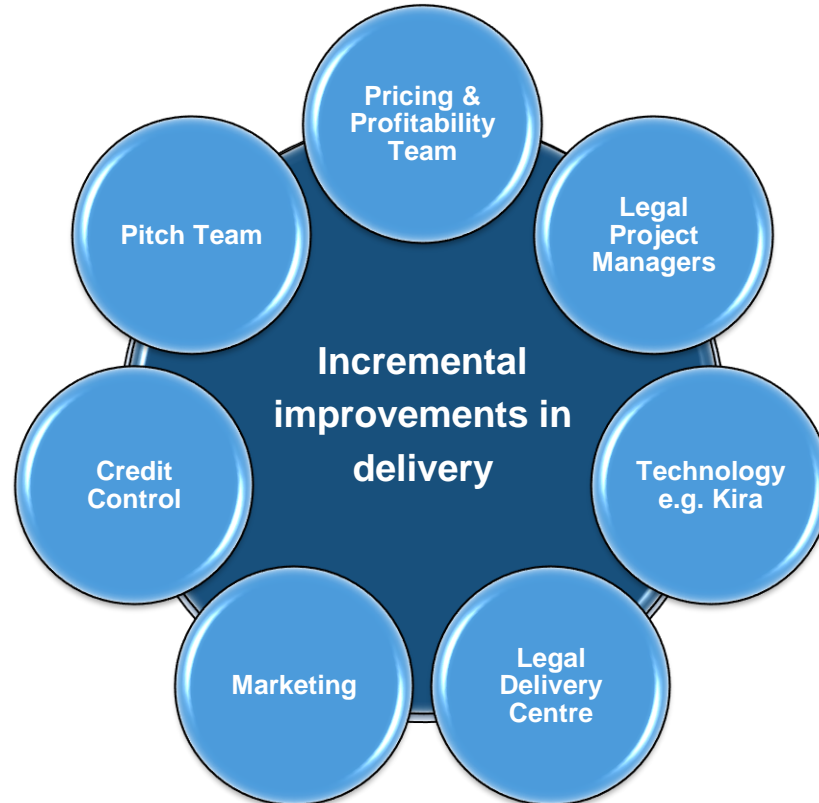 Pricing &
Profitability
Team
Legal
Project
Managers
Technology
e.g. Kira
Legal
Delivery
Centre
Marketing
Credit
Control
Pitch Team
Incremental
improvements in
delivery